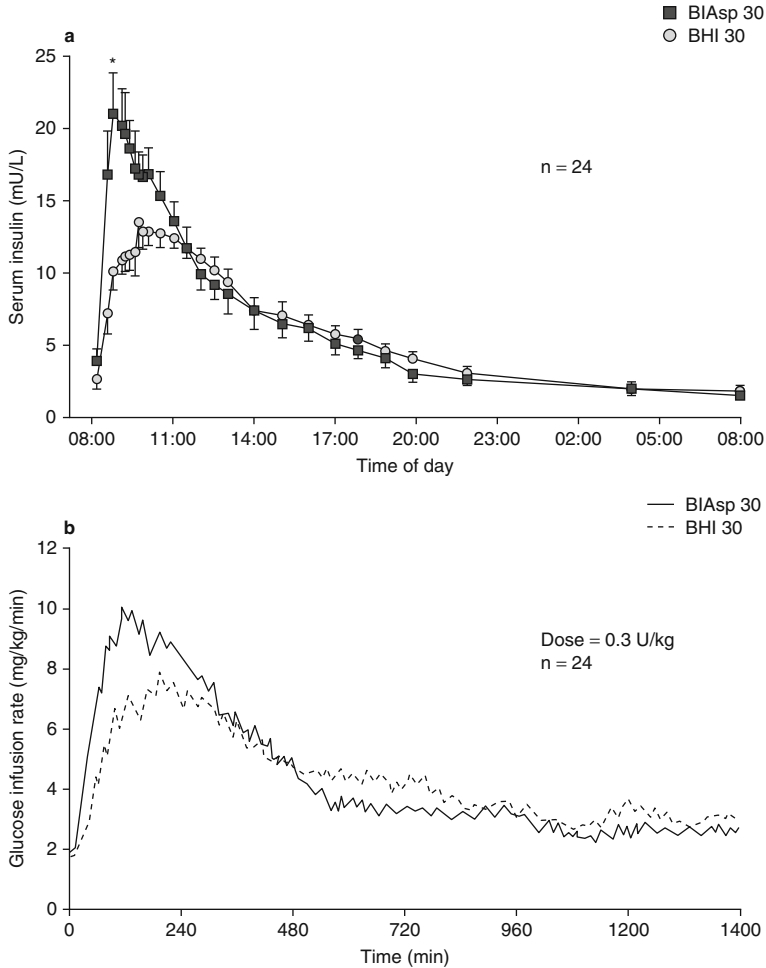 BIAsp 30
BHI 30
a
*
25
20
15
10
5
0
Serum insulin (mU/L)
n = 24
08:00 11:00 14:00 17:00 20:00 23:00 02:00 05:00 08:00
Time of day
BIAsp 30
BHI 30
b
12
10
8
6
4
2
0
Glucose infusion rate (mg/kg/min)
Dose = 0.3 U/kg
n = 24
0 240 480 720 960 1200 1400
Time (min)